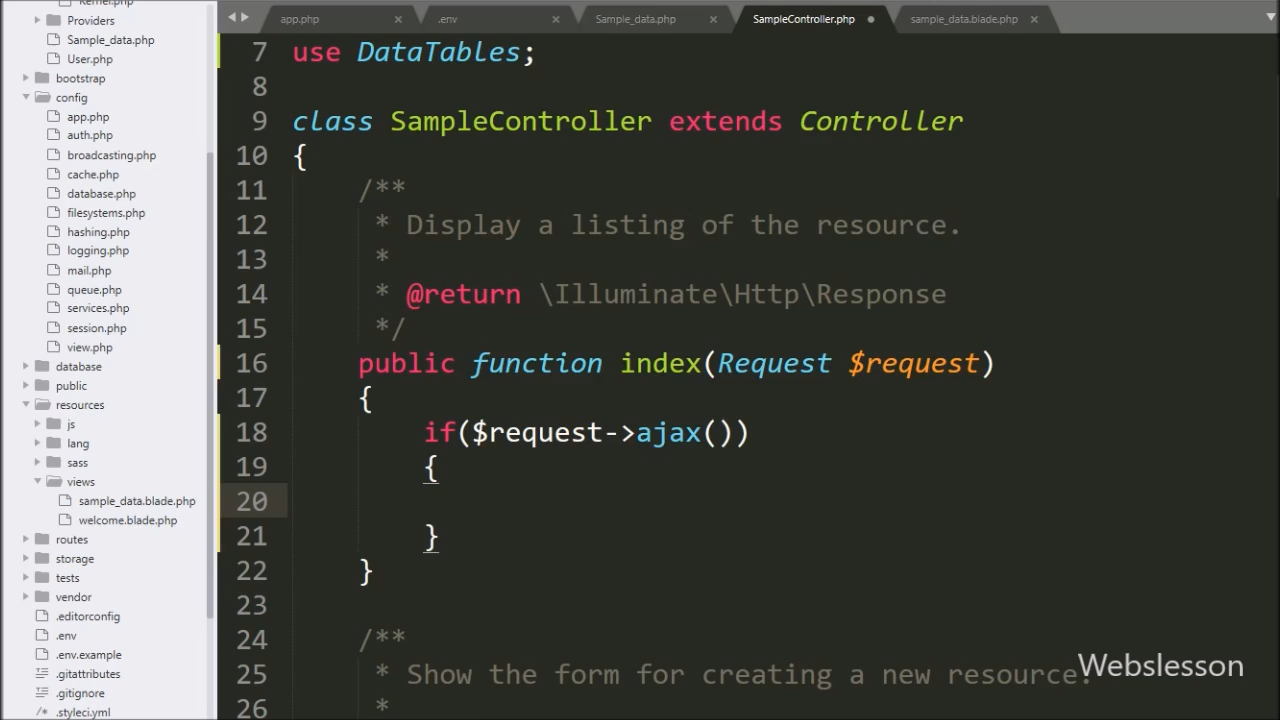 Kernel.php
Providers
Sample_data.php
User.php
bootstrap
config
app.php
auth.php
broadcasting.php
cache.php
database.php
filesystems.php
hashing.php
logging.php
mail.php
queue.php
services.php
session.php
view.php
database
public
resources
js
lang
sass
views
sample_data.blade.php
welcome.blade.php
routes
storage
tests
vendor
.editorconfig
.env
.env.example
.gitattributes
.gitignore
.styleci.yml
app.php × .env × Sample_data.php × SampleController.php sample_data.blade.php ×
7 use DataTables;
8
9 class SampleController extends Controller
10 {
11 /**
12 * Display a listing of the resource.
13 *
14 * @return \Illuminate\Http\Response
15 */
16 public function index(Request $request)
17 {
18 if($request->ajax())
19 {
20
21 }
22 }
23
24 /**
25 * Show the form for creating a new resource.
26 *
Webslesson